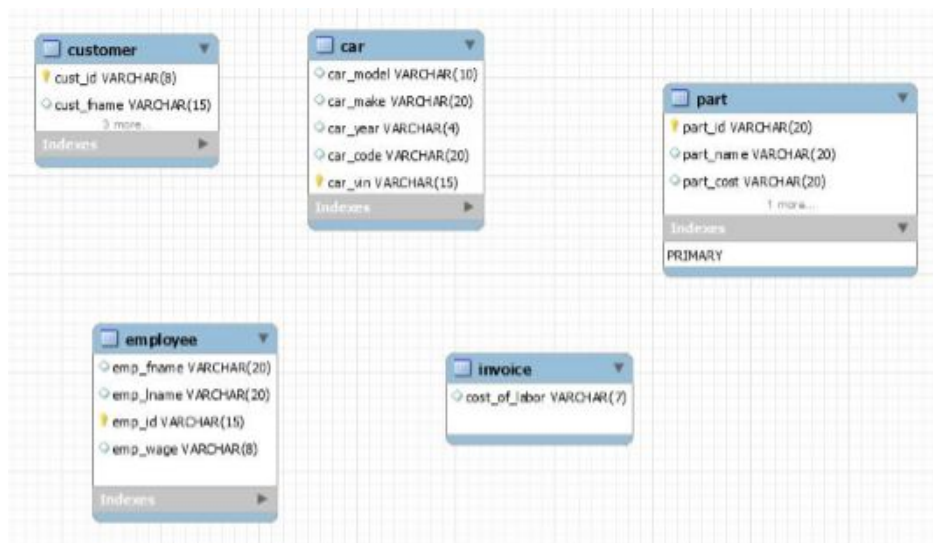 customer
cust_id VARCHAR(8)
cust_fname VARCHAR(15)
3 more...
Indexes
car
car_model VARCHAR(10)
car_make VARCHAR(20)
car_year VARCHAR(4)
car_code VARCHAR(20)
car_vin VARCHAR(15)
Indexes
part
part_id VARCHAR(20)
part_name VARCHAR(20)
part_cost VARCHAR(20)
1 more...
Indexes
PRIMARY
employee
emp_fname VARCHAR(20)
emp_lname VARCHAR(20)
emp_id VARCHAR(15)
emp_wage VARCHAR(8)
Indexes
invoice
cost_of_labor VARCHAR(7)